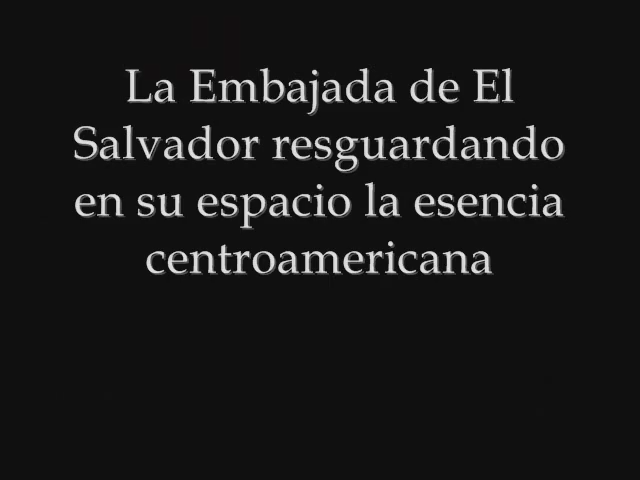 La Embajada de El
Salvador resguardando
en su espacio la esencia
centroamericana